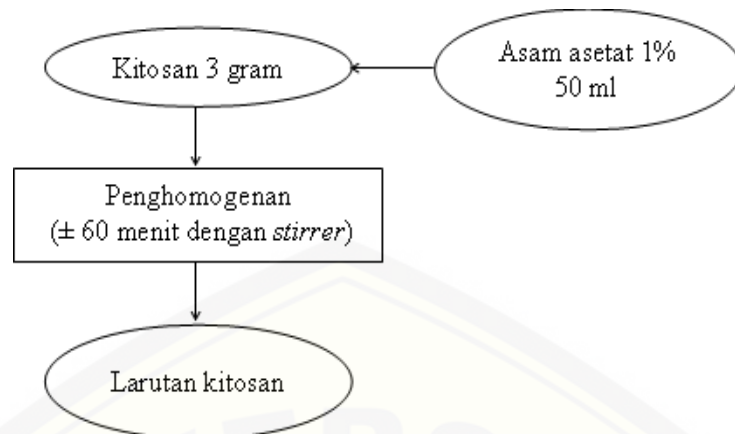 Kitosan 3 gram
Asam asetat 1%
50 ml
Penghomogenan
(± 60 menit dengan stirrer)
Larutan kitosan